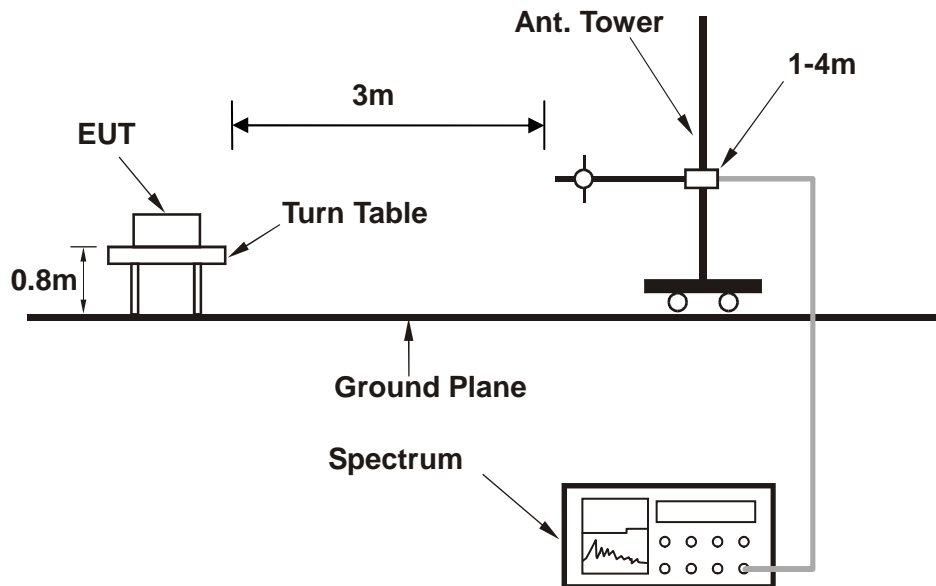 Ant. Tower
1-4m
3m
EUT
Turn Table
0.8m
Ground Plane
Spectrum